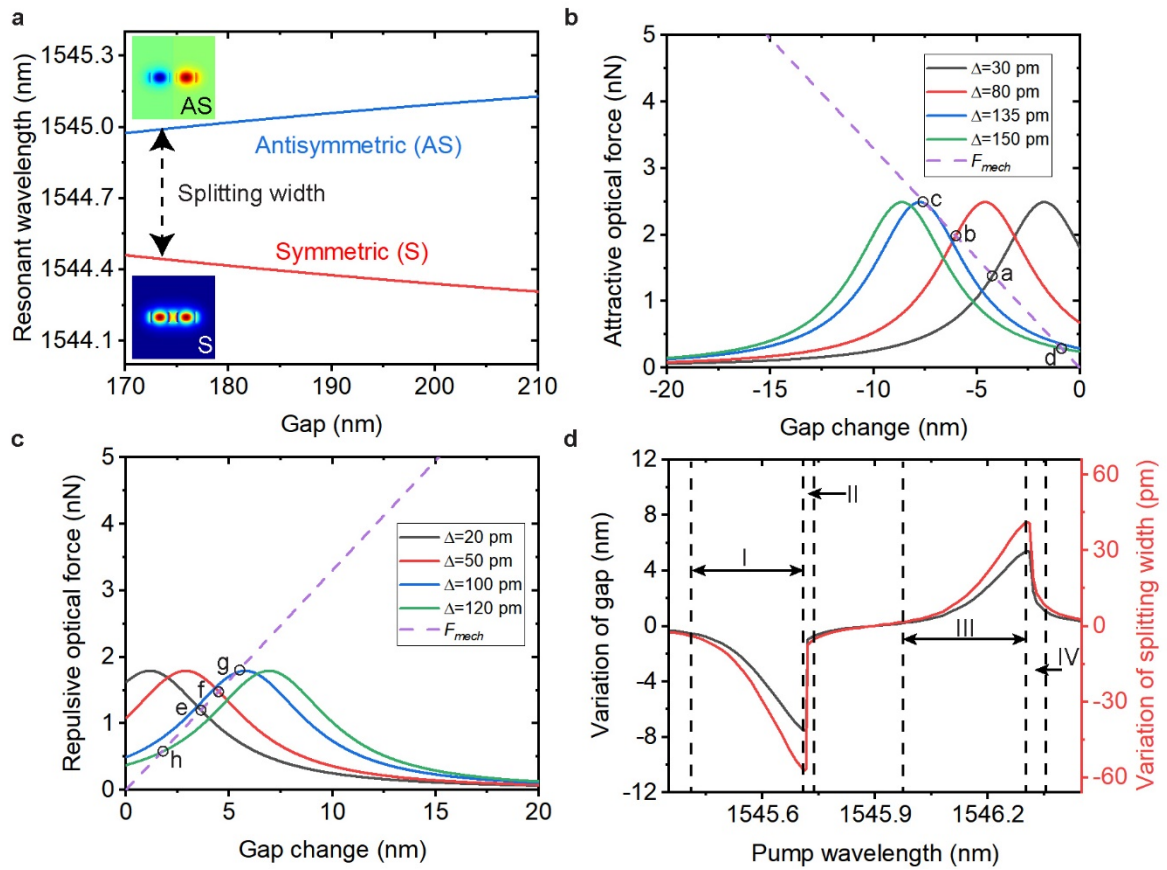 a
Resonant wavelength (nm)
1545.3
1545.0
1544.7
1544.4
1544.1
AS
Antisymmetric (AS)
Splitting width
Symmetric (S)
S
170 180 190 200 210
Gap (nm)
b
Attractive optical force (nN)
5
4
3
2
1
0
Δ=30 pm
Δ=80 pm
Δ=135 pm
Δ=150 pm
F_mech
c
b
a
d
-20 -15 -10 -5 0
Gap change (nm)
c
Repulsive optical force (nN)
5
4
3
2
1
0
Δ=20 pm
Δ=50 pm
Δ=100 pm
Δ=120 pm
F_mech
g
f
e
h
0 5 10 15 20
Gap change (nm)
d
Variation of gap (nm)
12
8
4
0
-4
-8
-12
II
I
III
IV
60
30
0
-30
-60
Variation of splitting width (pm)
1545.6 1545.9 1546.2
Pump wavelength (nm)